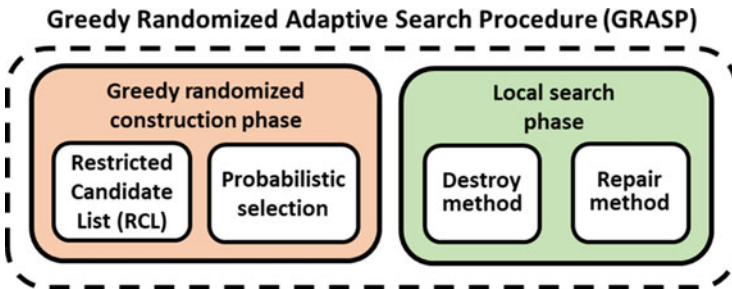 Greedy Randomized Adaptive Search Procedure (GRASP)
Greedy randomized
construction phase
Restricted
Candidate
List (RCL)
Probabilistic
selection
Local search
phase
Destroy
method
Repair
method